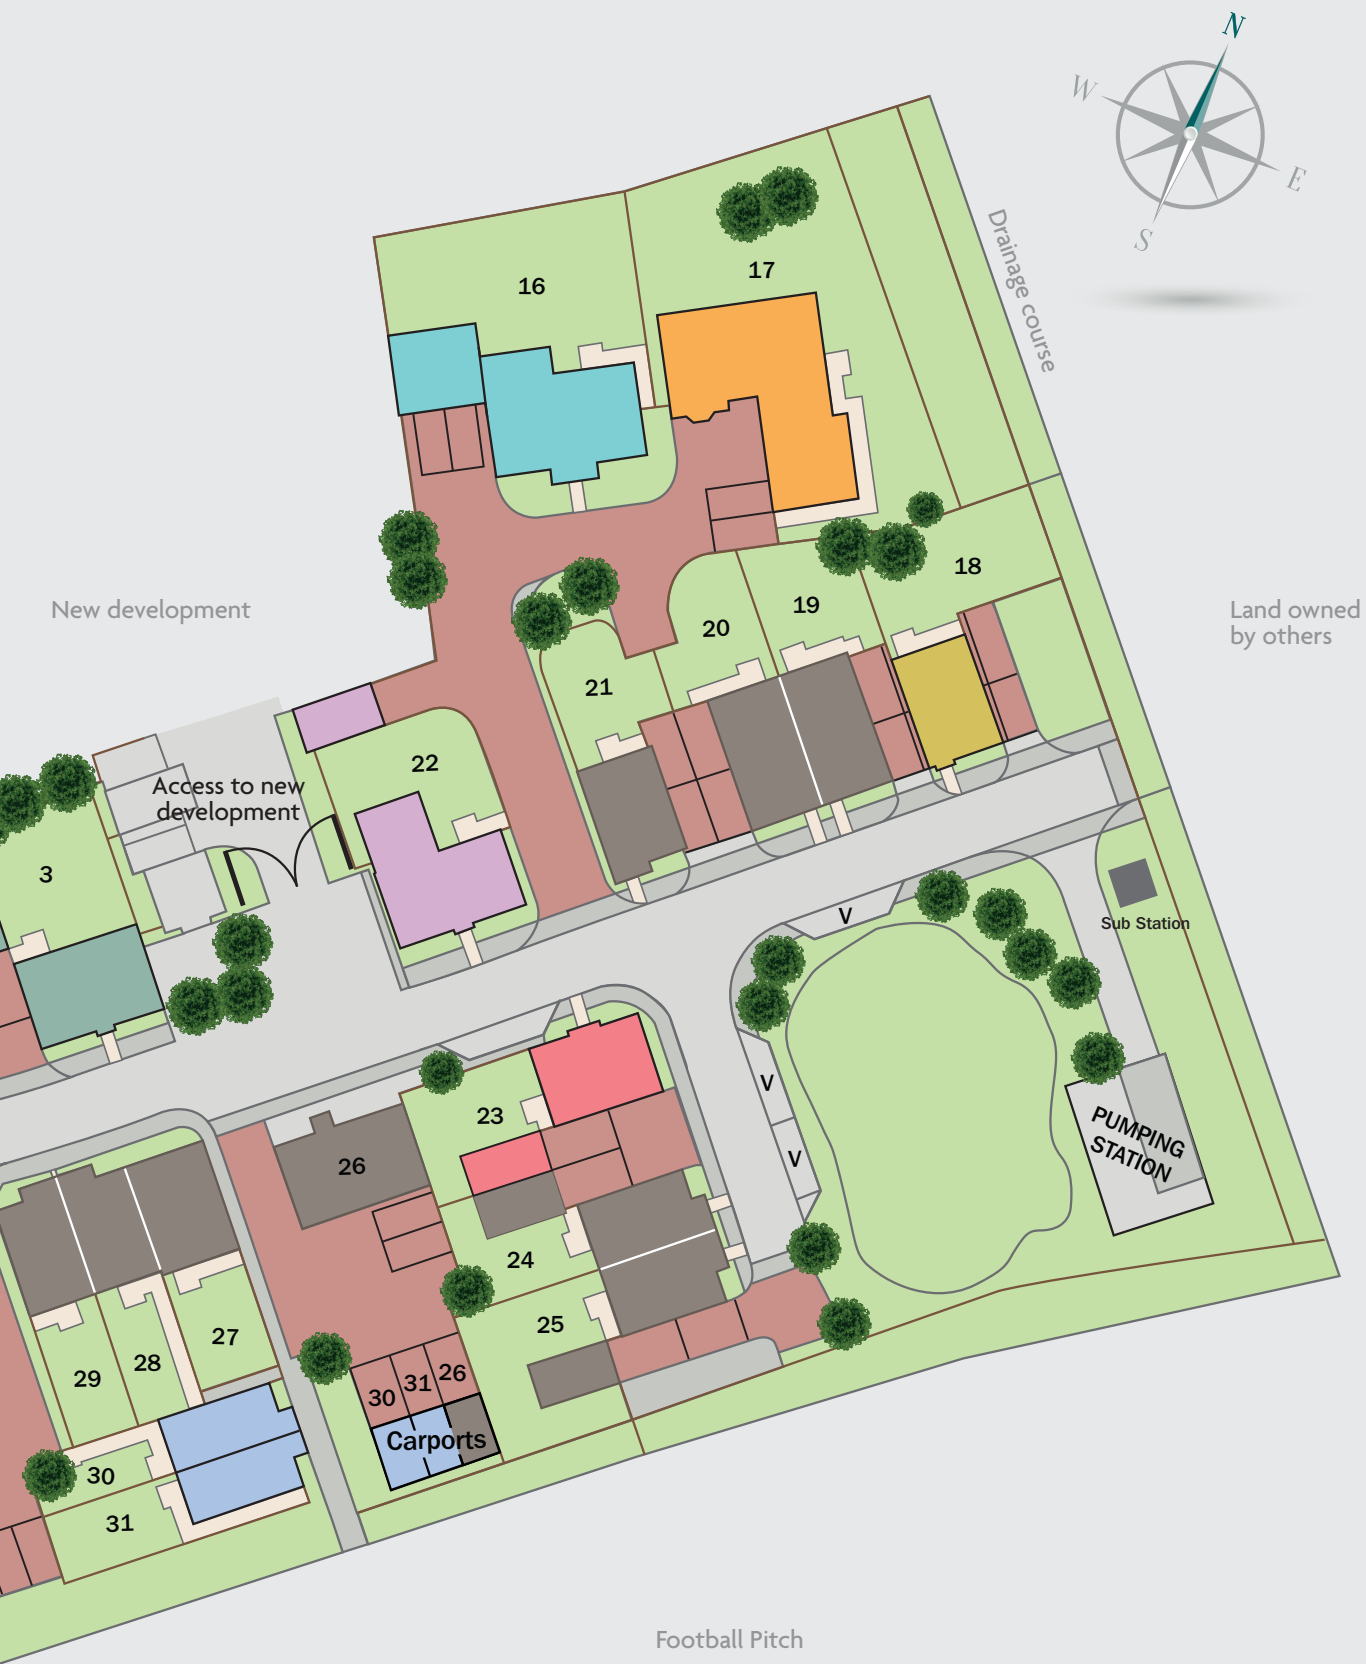 N
W
E
S
Drainage course
16
17
18
19
20
21
New development
Land owned
by others
22
Access to new
development
3
V
Sub Station
23
V
26
V
PUMPING
STATION
24
25
27
28
29
30
31
26
Carports
30
31
Football Pitch